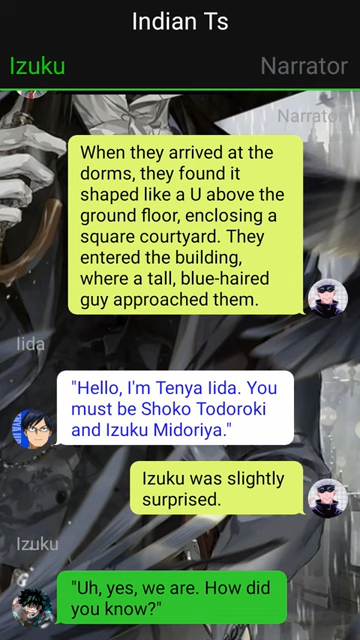 Indian Ts
Izuku
Narrator
Narrator
When they arrived at the
dorms, they found it
shaped like a U above the
ground floor, enclosing a
square courtyard. They
entered the building,
where a tall, blue-haired
guy approached them.
Iida
"Hello, I'm Tenya Iida. You
must be Shoko Todoroki
and Izuku Midoriya."
Izuku was slightly
surprised.
Izuku
"Uh, yes, we are. How did
you know?"